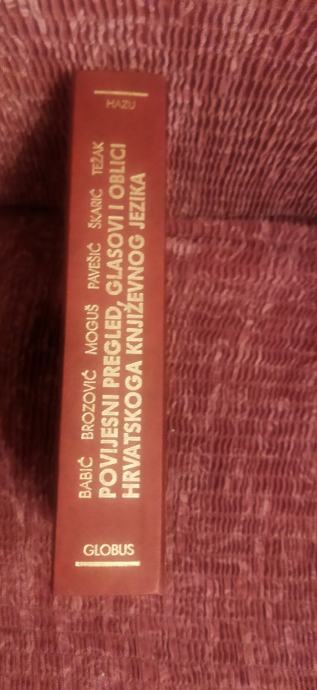 HAZU
BABIĆ BROZOVIĆ MOGUŠ PAVEŠIĆ ŠKARIĆ TEŽAK
POVIJESNI PREGLED, GLASOVI I OBLICI
HRVATSKOGA KNJIŽEVNOG JEZIKA
GLOBUS